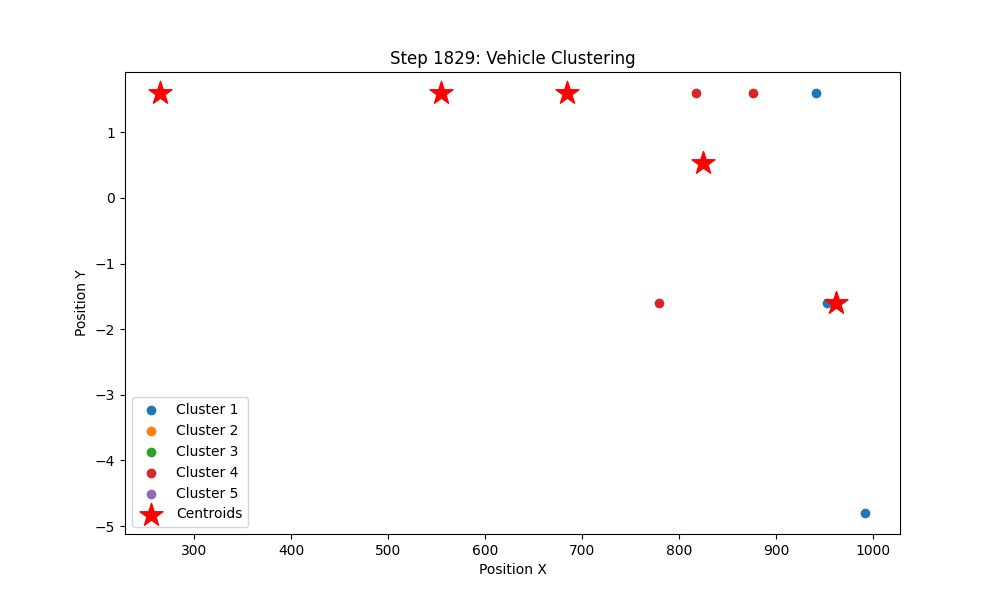 Step 1829: Vehicle Clustering
Position Y
1
0
−1
−2
−3
−4
−5
Cluster 1
Cluster 2
Cluster 3
Cluster 4
Cluster 5
Centroids
300 400 500 600 700 800 900 1000
Position X